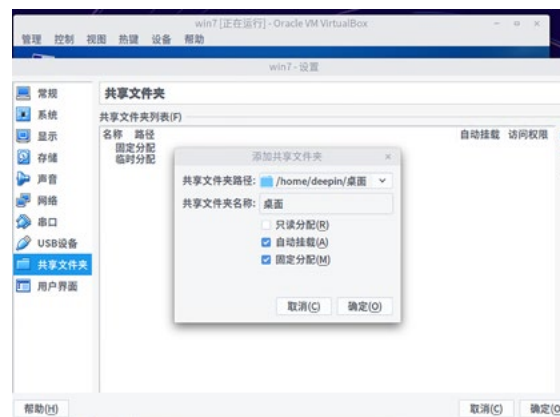 win7 [正在运行] - Oracle VM VirtualBox
管理 控制 视图 热键 设备 帮助
win7 - 设置
常规
系统
显示
存储
声音
网络
串口
USB设备
共享文件夹
用户界面
共享文件夹
共享文件夹列表(F)
名称 路径 自动挂载 访问权限
固定分配
临时分配
添加共享文件夹
共享文件夹路径: /home/deepin/桌面
共享文件夹名称: 桌面
只读分配(R)
自动挂载(A)
固定分配(M)
取消(C) 确定(O)
帮助(H) 取消(C) 确定(O